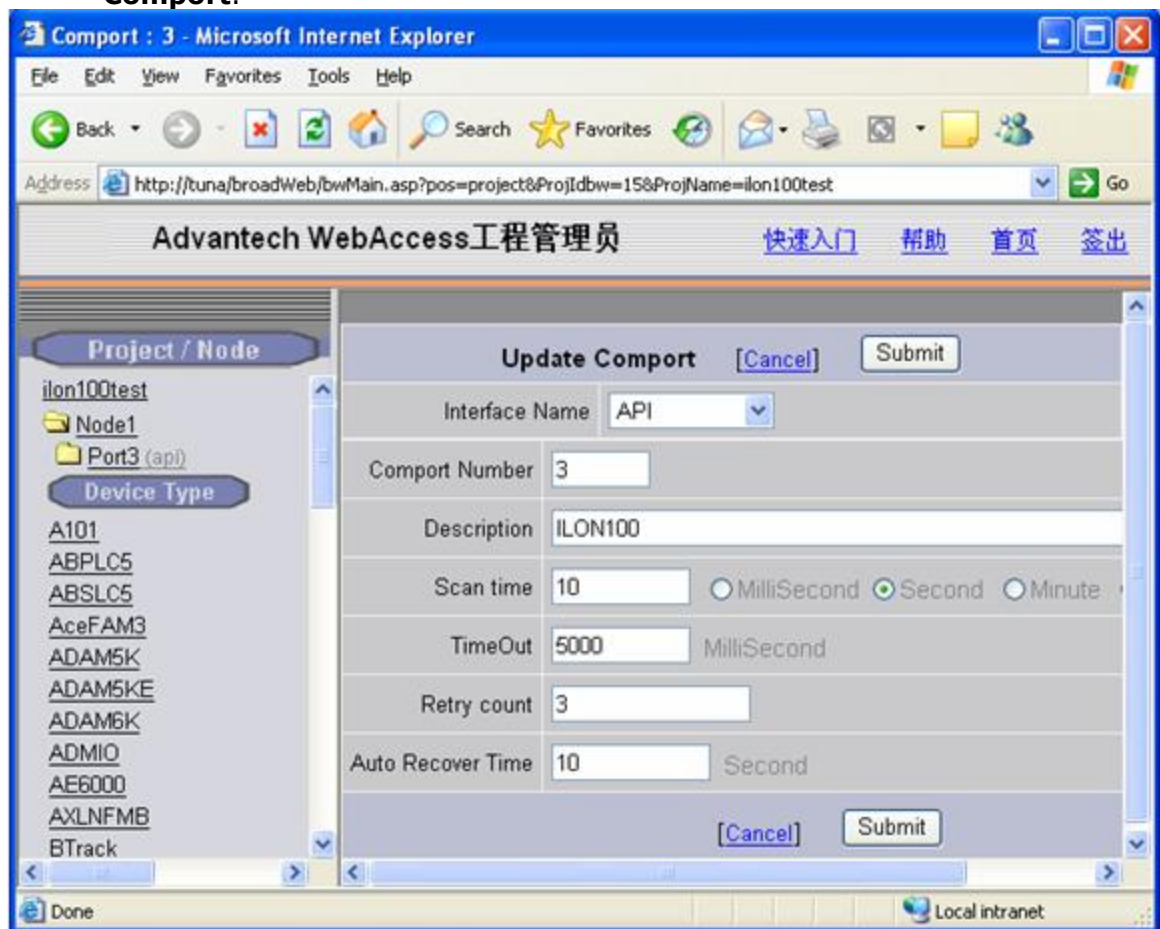 Comport.
Comport : 3 - Microsoft Internet Explorer
File Edit View Favorites Tools Help
Back Search Favorites
Address http://tuna/broadWeb/bwMain.asp?pos=project&ProjIdbw=15&ProjName=ilon100test Go
Advantech WebAccess工程管理员 快速入门 帮助 首页 签出
Project / Node
ilon100test
Node1
Port3 (api)
Device Type
A101
ABPLC5
ABSLC5
AceFAM3
ADAM5K
ADAM5KE
ADAM6K
ADMIO
AE6000
AXLNFMB
BTrack
Update Comport [Cancel] Submit
Interface Name API
Comport Number 3
Description ILON100
Scan time 10 MilliSecond Second Minute
TimeOut 5000 MilliSecond
Retry count 3
Auto Recover Time 10 Second
[Cancel] Submit
Done Local intranet